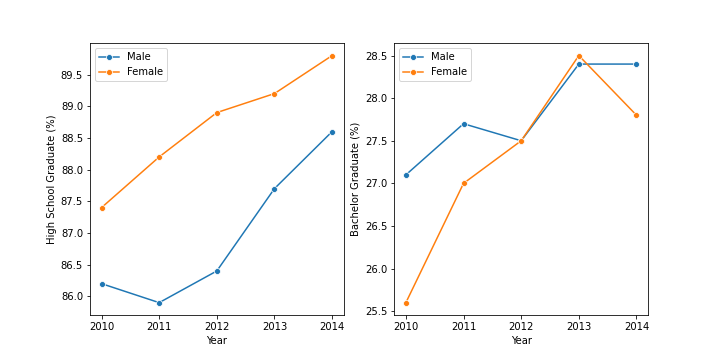 High School Graduate (%)
89.5
89.0
88.5
88.0
87.5
87.0
86.5
86.0
Male
Female
2010 2011 2012 2013 2014
Year
Bachelor Graduate (%)
28.5
28.0
27.5
27.0
26.5
26.0
25.5
Male
Female
2010 2011 2012 2013 2014
Year